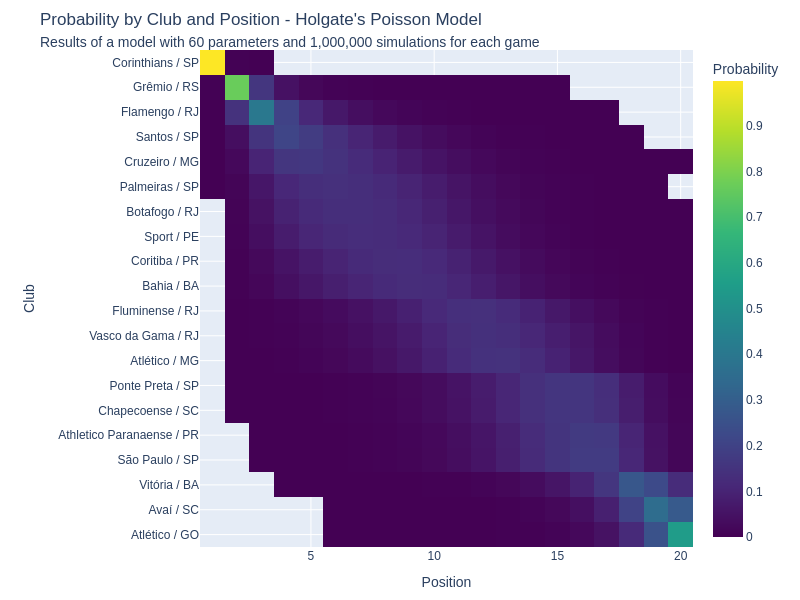 Probability by Club and Position - Holgate's Poisson Model
Results of a model with 60 parameters and 1,000,000 simulations for each game
Probability
Corinthians / SP
Grêmio / RS
Flamengo / RJ
Santos / SP
Cruzeiro / MG
Palmeiras / SP
Botafogo / RJ
Sport / PE
Coritiba / PR
Bahia / BA
Fluminense / RJ
Vasco da Gama / RJ
Atlético / MG
Ponte Preta / SP
Chapecoense / SC
Athletico Paranaense / PR
São Paulo / SP
Vitória / BA
Avaí / SC
Atlético / GO
Club
5
10
15
20
Position
0.9
0.8
0.7
0.6
0.5
0.4
0.3
0.2
0.1
0